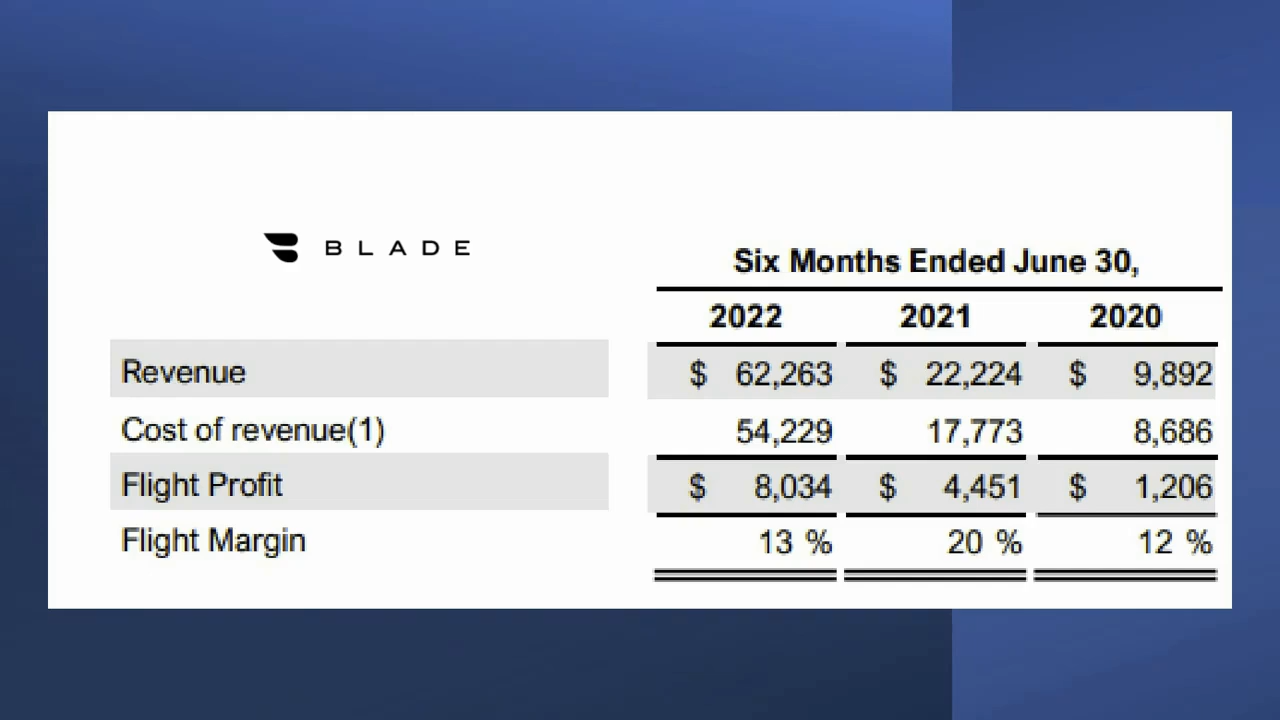 BLADE
Six Months Ended June 30,
2022 2021 2020
Revenue $ 62,263 $ 22,224 $ 9,892
Cost of revenue(1) 54,229 17,773 8,686
Flight Profit $ 8,034 $ 4,451 $ 1,206
Flight Margin 13 % 20 % 12 %